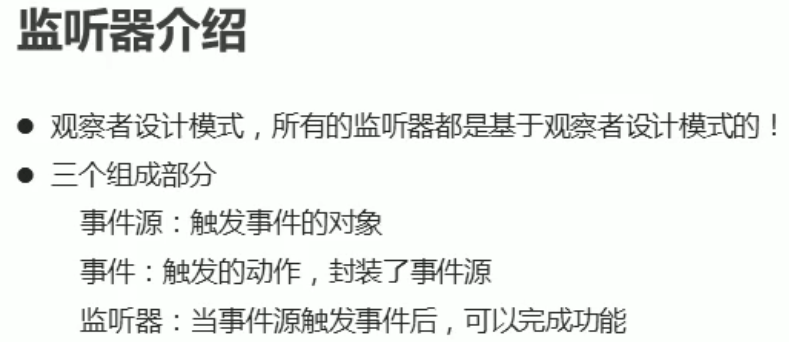 监听器介绍
● 观察者设计模式，所有的监听器都是基于观察者设计模式的！
● 三个组成部分
事件源：触发事件的对象
事件：触发的动作，封装了事件源
监听器：当事件源触发事件后，可以完成功能